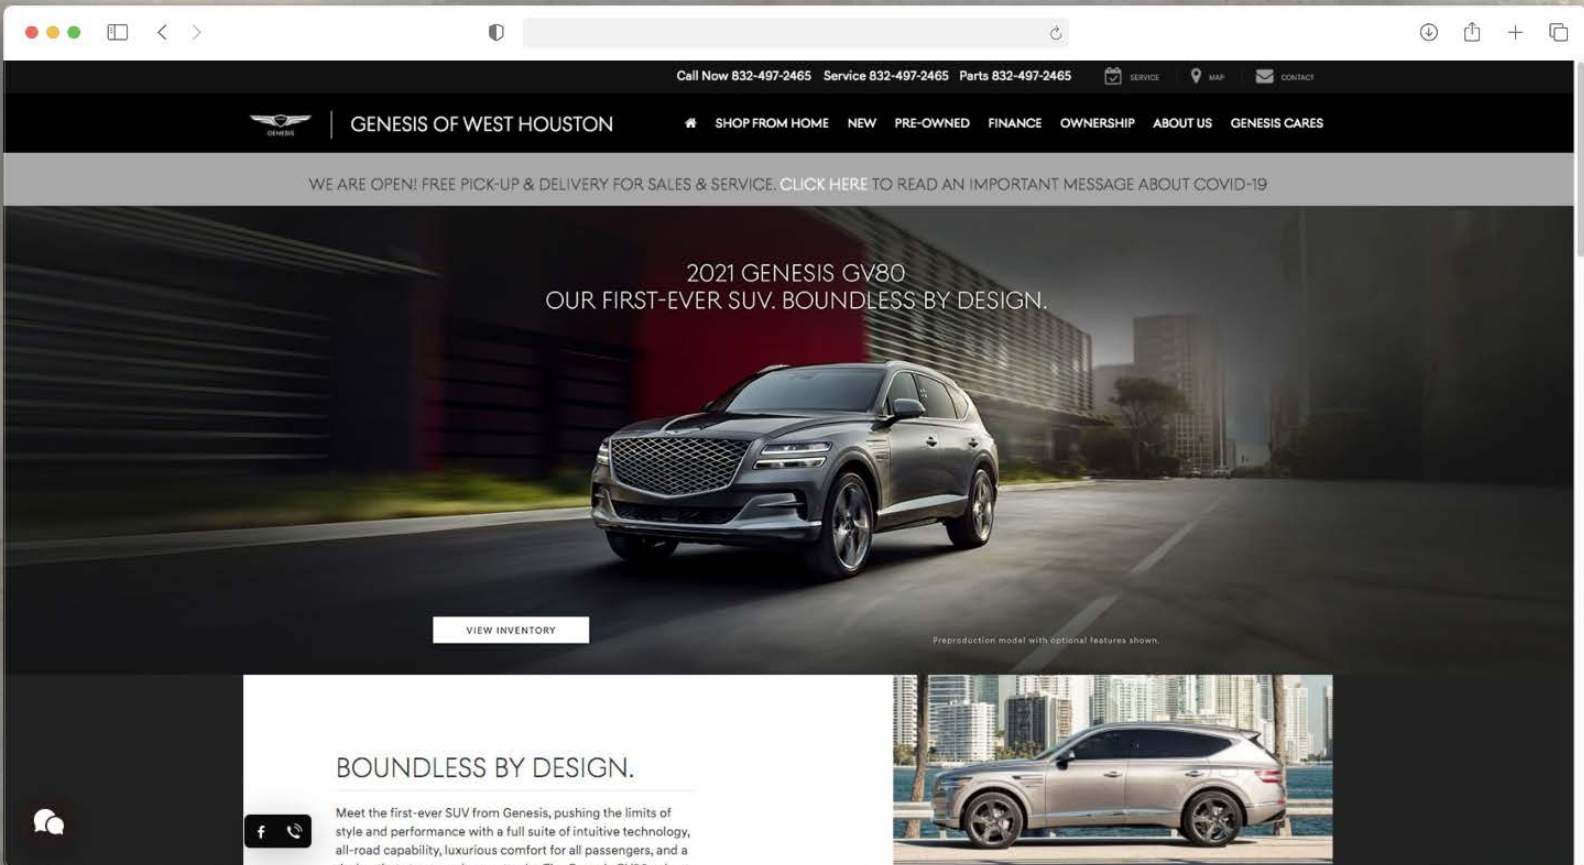 Call Now 832-497-2465 Service 832-497-2465 Parts 832-497-2465 SERVICE MAP CONTACT
GENESIS
GENESIS OF WEST HOUSTON
SHOP FROM HOME NEW PRE-OWNED FINANCE OWNERSHIP ABOUT US GENESIS CARES
WE ARE OPEN! FREE PICK-UP & DELIVERY FOR SALES & SERVICE. CLICK HERE TO READ AN IMPORTANT MESSAGE ABOUT COVID-19
2021 GENESIS GV80
OUR FIRST-EVER SUV. BOUNDLESS BY DESIGN.
VIEW INVENTORY
Preproduction model with optional features shown.
BOUNDLESS BY DESIGN.
Meet the first-ever SUV from Genesis, pushing the limits of
style and performance with a full suite of intuitive technology,
all-road capability, luxurious comfort for all passengers, and a